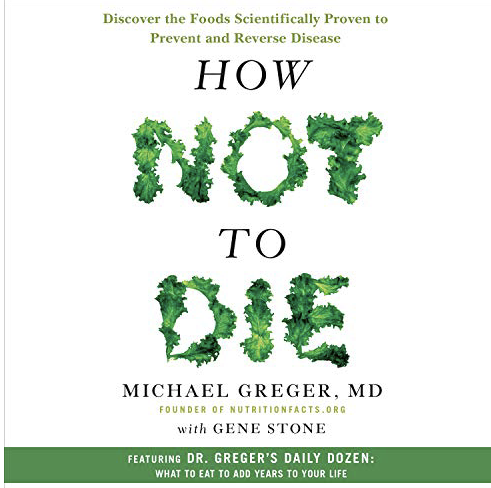 Discover the Foods Scientifically Proven to
Prevent and Reverse Disease
HOW
NOT
TO
DIE
MICHAEL GREGER, MD
FOUNDER OF NUTRITIONFACTS.ORG
with GENE STONE
FEATURING DR. GREGER'S DAILY DOZEN:
WHAT TO EAT TO ADD YEARS TO YOUR LIFE